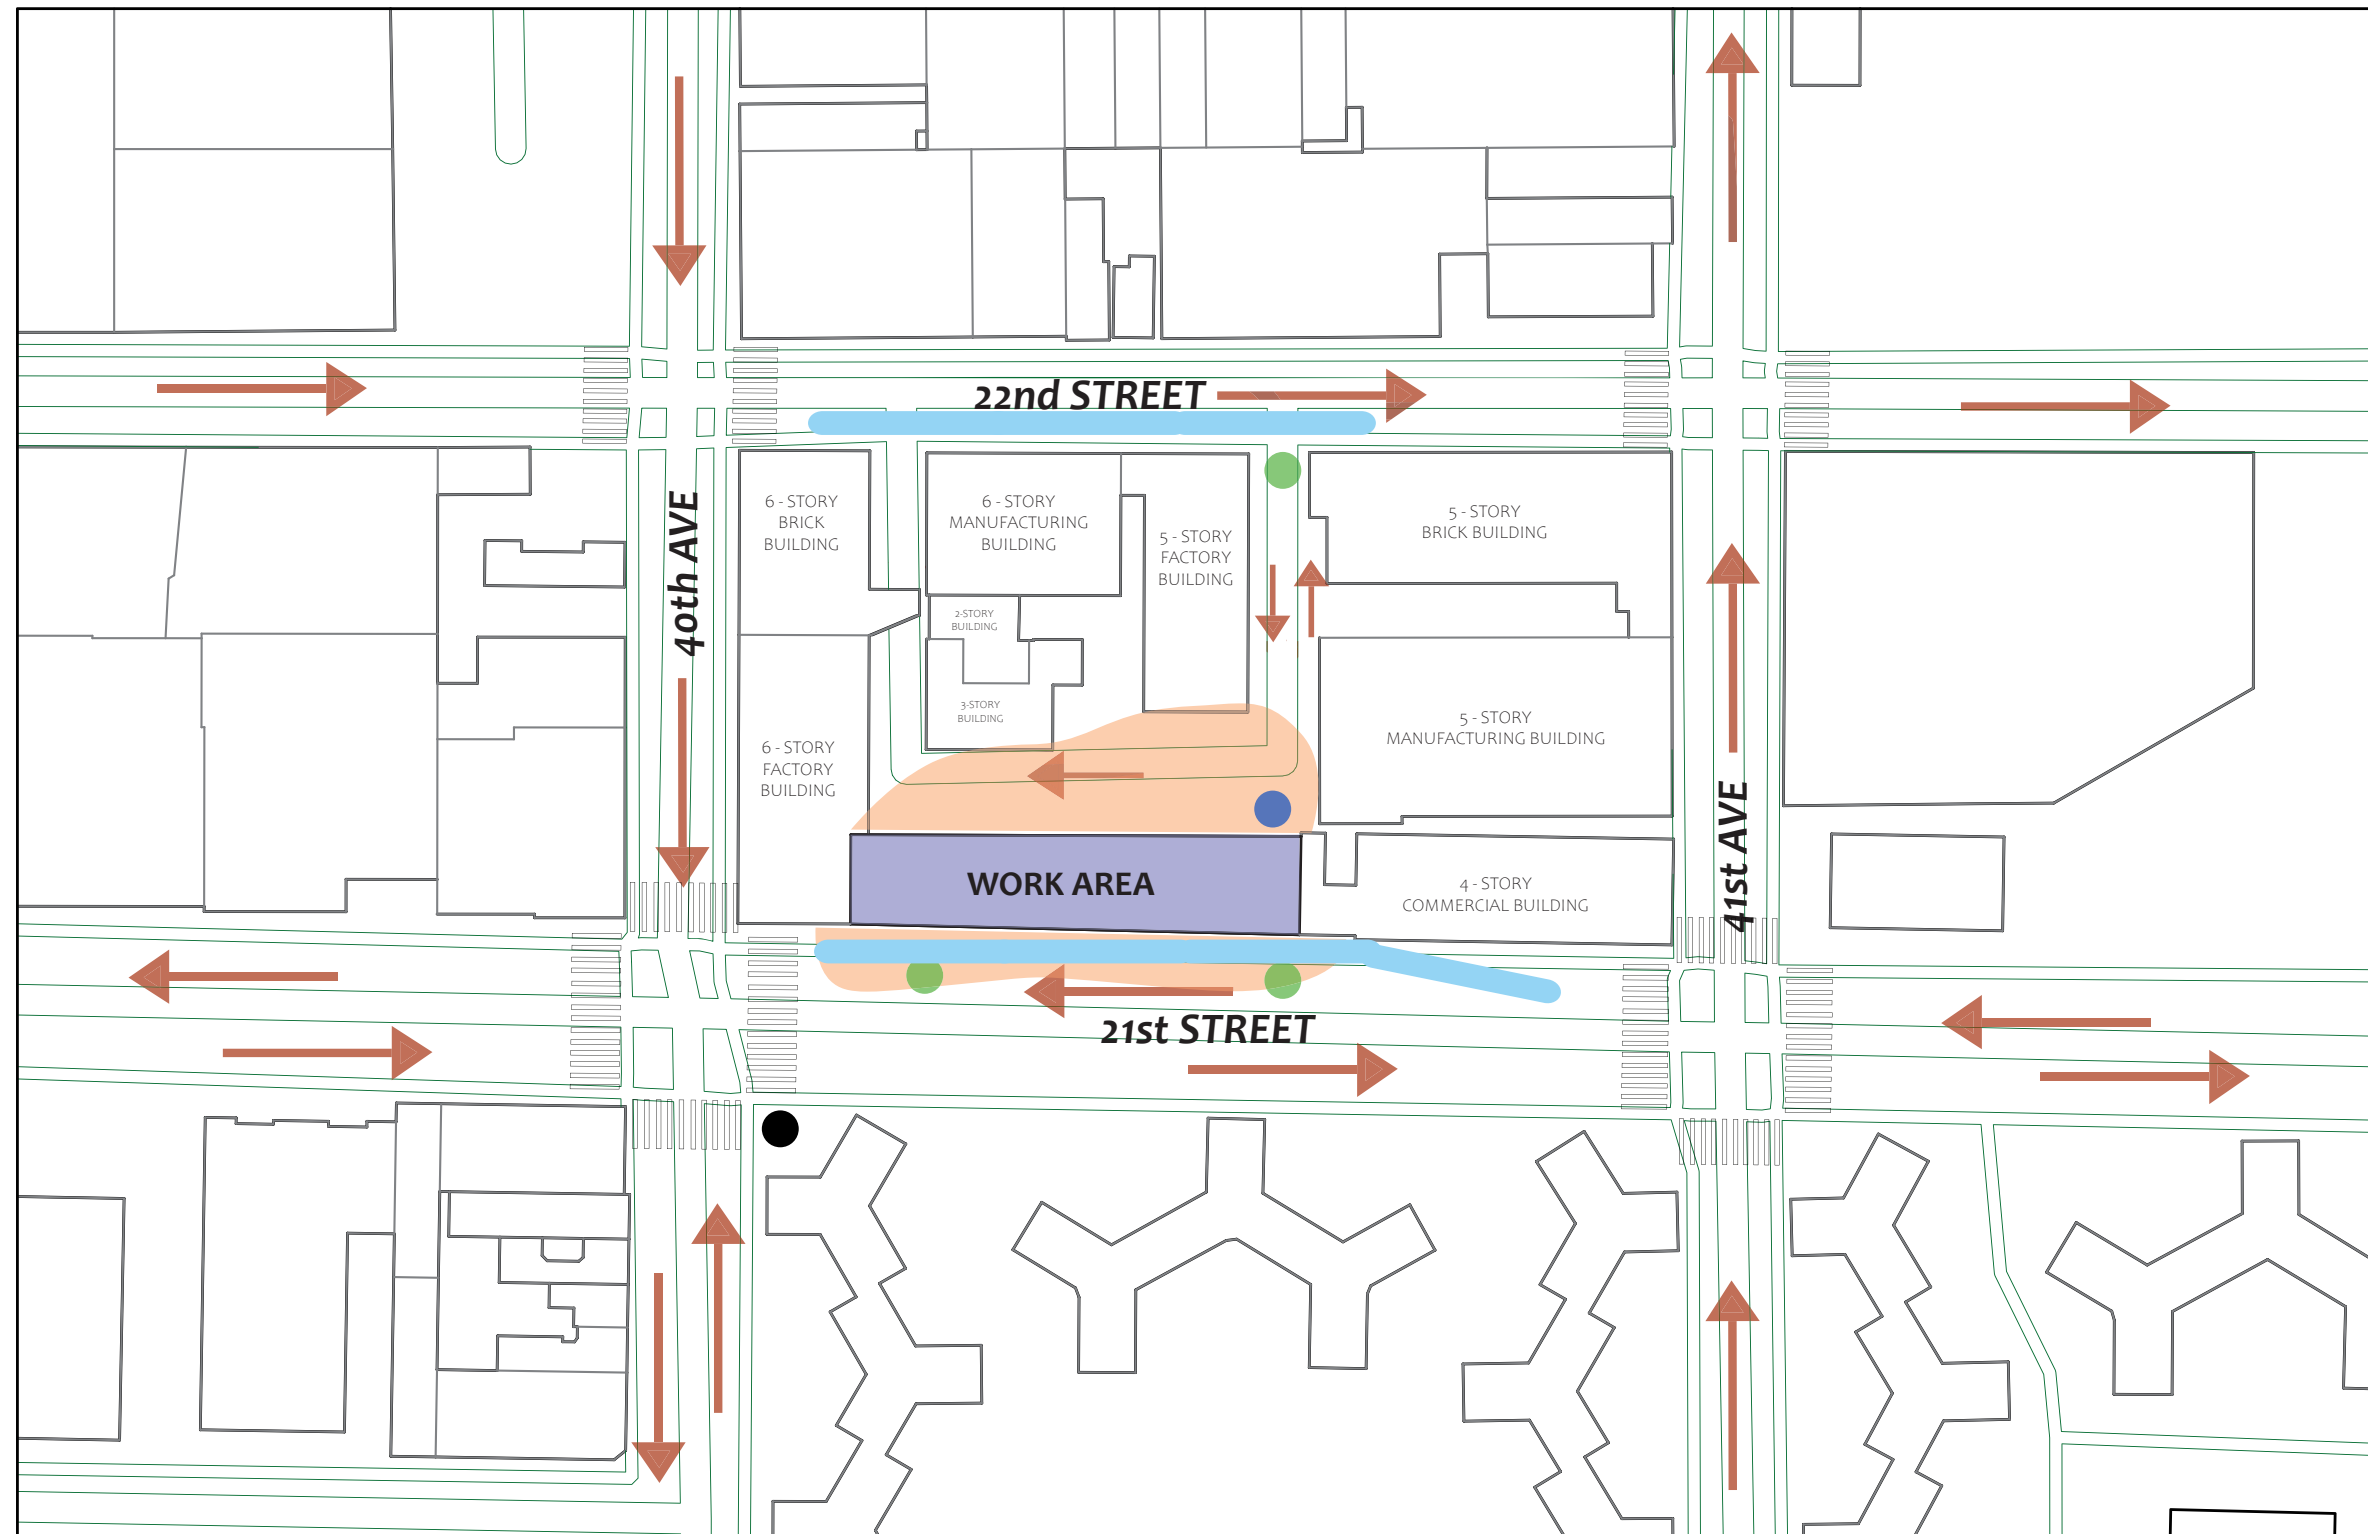 22nd STREET
6 - STORY
BRICK
BUILDING
6 - STORY
MANUFACTURING
BUILDING
5 - STORY
FACTORY
BUILDING
5 - STORY
BRICK BUILDING
40th AVE
2-STORY
BUILDING
3-STORY
BUILDING
6 - STORY
FACTORY
BUILDING
5 - STORY
MANUFACTURING BUILDING
41st AVE
WORK AREA
4 - STORY
COMMERCIAL BUILDING
21st STREET